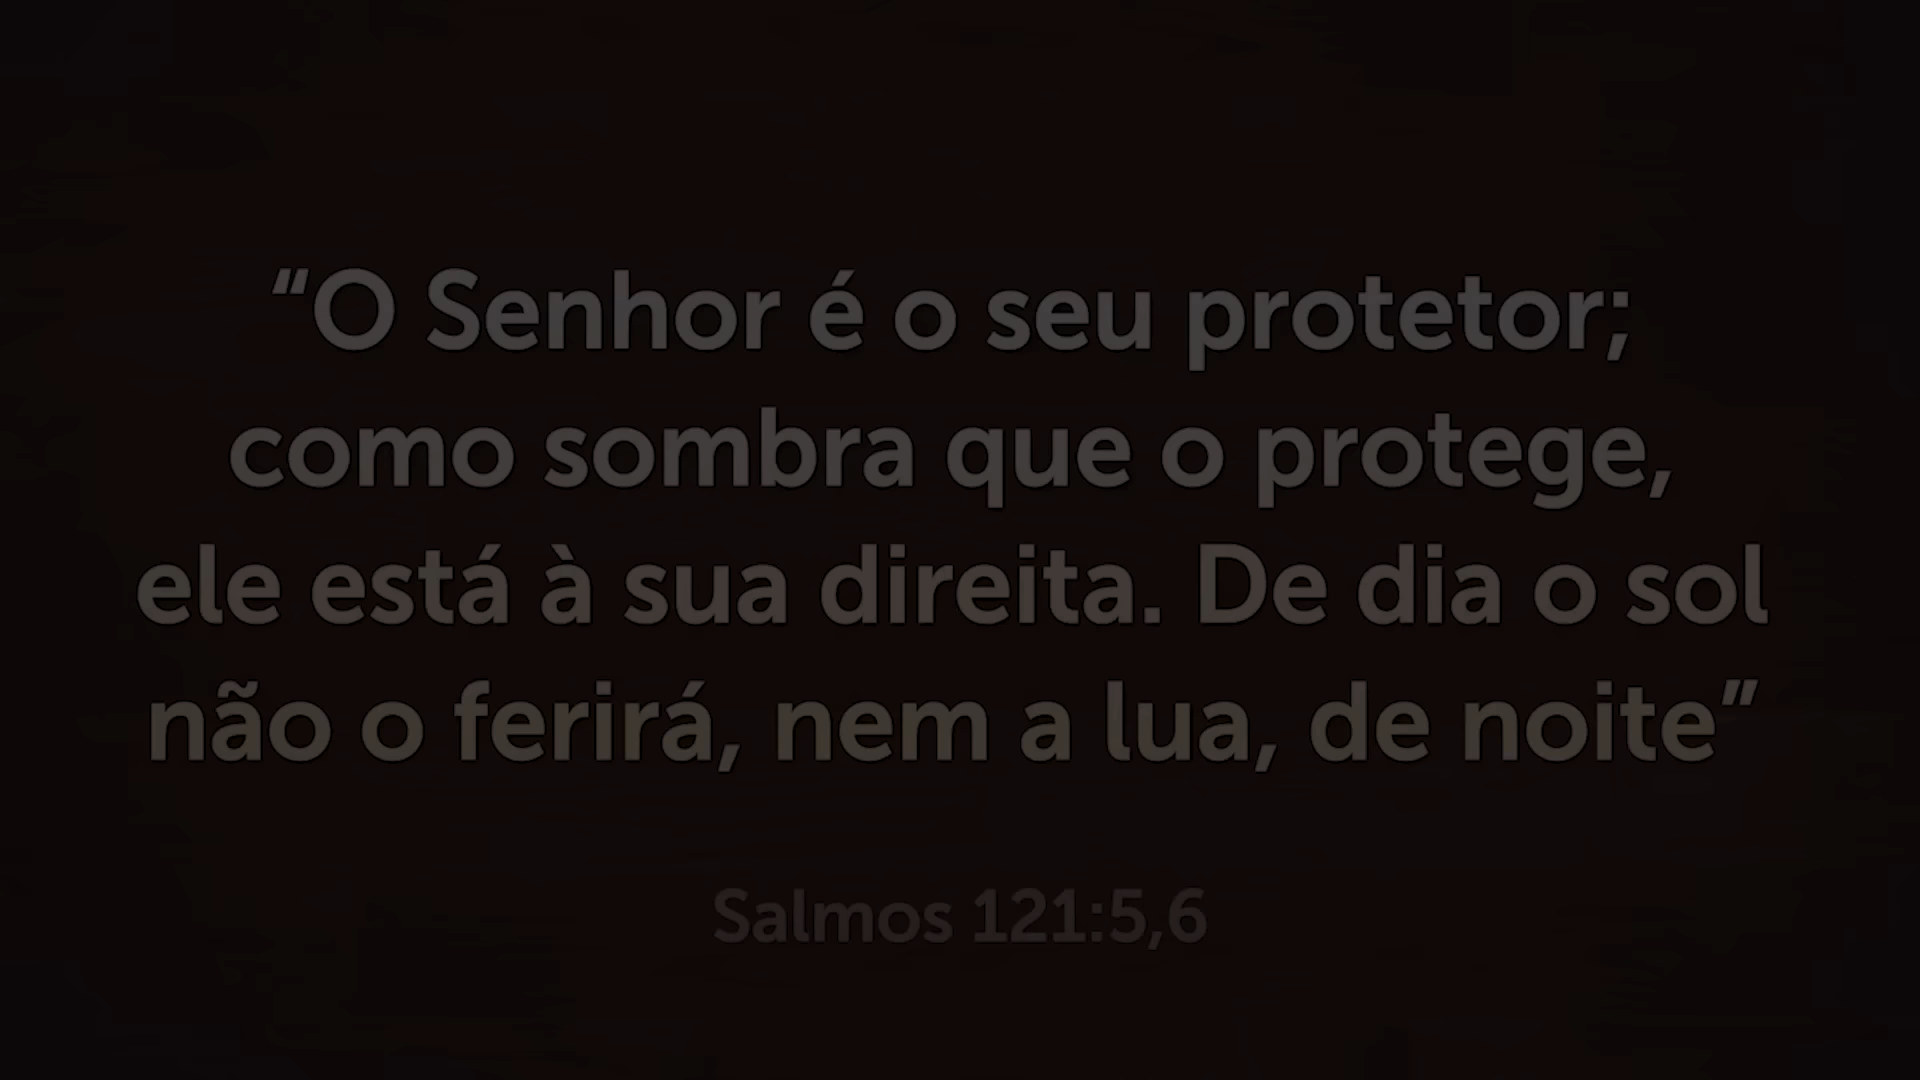 “O Senhor é o seu protetor;
como sombra que o protege,
ele está à sua direita. De dia o sol
não o ferirá, nem a lua, de noite”
Salmos 121:5,6